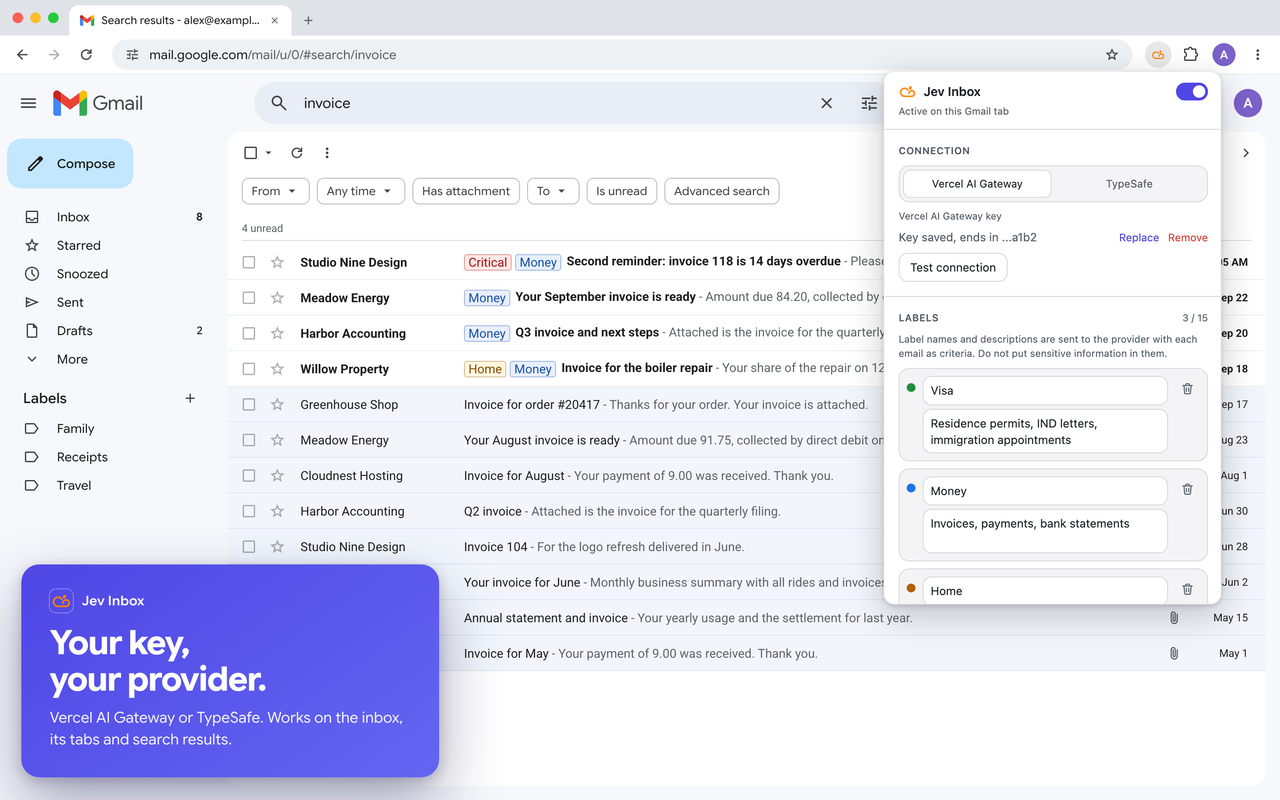 Search results - alex@exampl...
mail.google.com/mail/u/0/#search/invoice
A
Gmail
invoice
A
Compose
Inbox 8
Starred
Snoozed
Sent
Drafts 2
More
Labels
Family
Receipts
Travel
From
Any time
Has attachment
To
Is unread
Advanced search
4 unread
Studio Nine Design Critical Money Second reminder: invoice 118 is 14 days overdue - AM
Meadow Energy Money Your September invoice is ready - Amount due 84.20, collected by 22
Harbor Accounting Money Q3 invoice and next steps - Attached is the invoice for the quarterly 20
Willow Property Home Money Invoice for the boiler repair - Your share of the repair on 12 18
Greenhouse Shop Invoice for order #20417 - Thanks for your order. Your invoice is attached. 17
Meadow Energy Your August invoice is ready - Amount due 91.75, collected by direct debit on 23
Cloudnest Hosting Invoice for August - Your payment of 9.00 was received. Thank you. Aug 1
Harbor Accounting Q2 invoice - Attached is the invoice for the quarterly filing. 30
Studio Nine Design Invoice 104 - For the logo refresh delivered in June. 28
Your invoice for June - Monthly business summary with all rides and invoices Jun 2
Annual statement and invoice - Your yearly usage and the settlement for last year. May 15
Invoice for May - Your payment of 9.00 was received. Thank you. May 1
Jev Inbox
Active on this Gmail tab
CONNECTION
Vercel AI Gateway
TypeSafe
Vercel AI Gateway key
Key saved, ends in ...a1b2 Replace Remove
Test connection
LABELS 3 / 15
Label names and descriptions are sent to the provider with each
email as criteria. Do not put sensitive information in them.
Visa
Residence permits, IND letters,
immigration appointments
Money
Invoices, payments, bank statements
Home
Jev Inbox
Your key,
your provider.
Vercel AI Gateway or TypeSafe. Works on the inbox,
its tabs and search results.